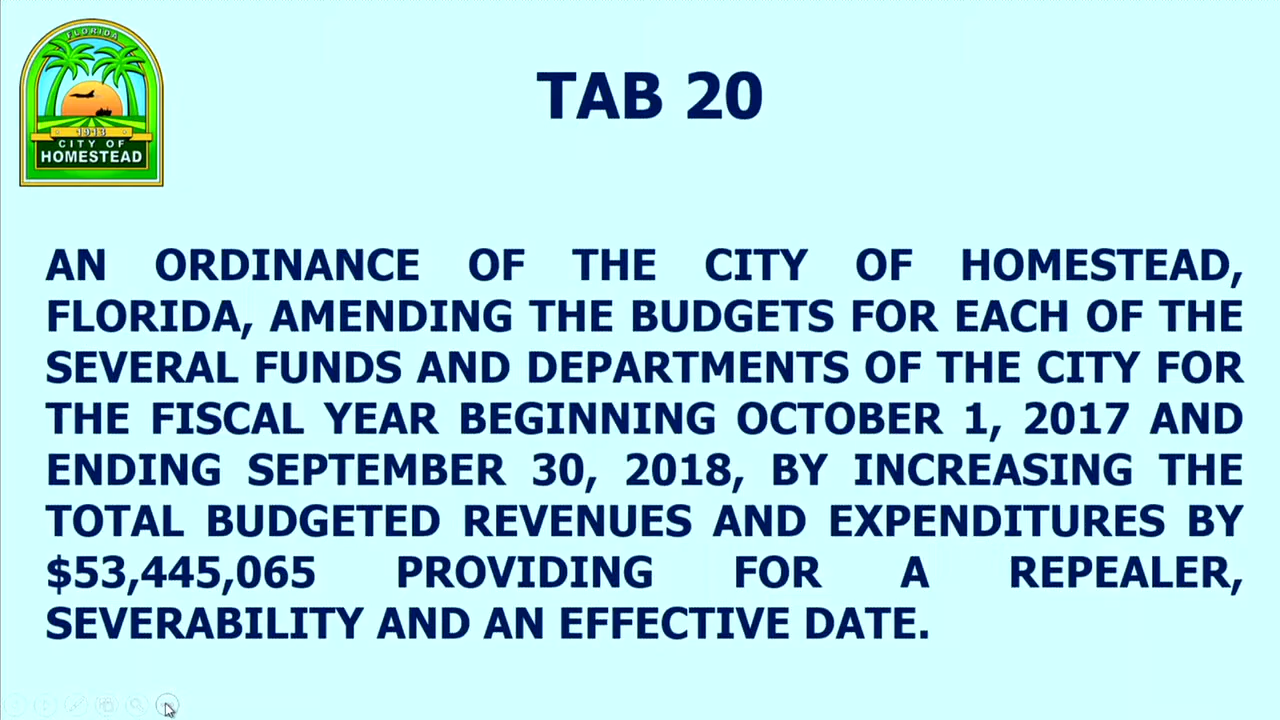 FLORIDA
1913
CITY OF
HOMESTEAD
TAB 20
AN ORDINANCE OF THE CITY OF HOMESTEAD,
FLORIDA, AMENDING THE BUDGETS FOR EACH OF THE
SEVERAL FUNDS AND DEPARTMENTS OF THE CITY FOR
THE FISCAL YEAR BEGINNING OCTOBER 1, 2017 AND
ENDING SEPTEMBER 30, 2018, BY INCREASING THE
TOTAL BUDGETED REVENUES AND EXPENDITURES BY
$53,445,065 PROVIDING FOR A REPEALER,
SEVERABILITY AND AN EFFECTIVE DATE.